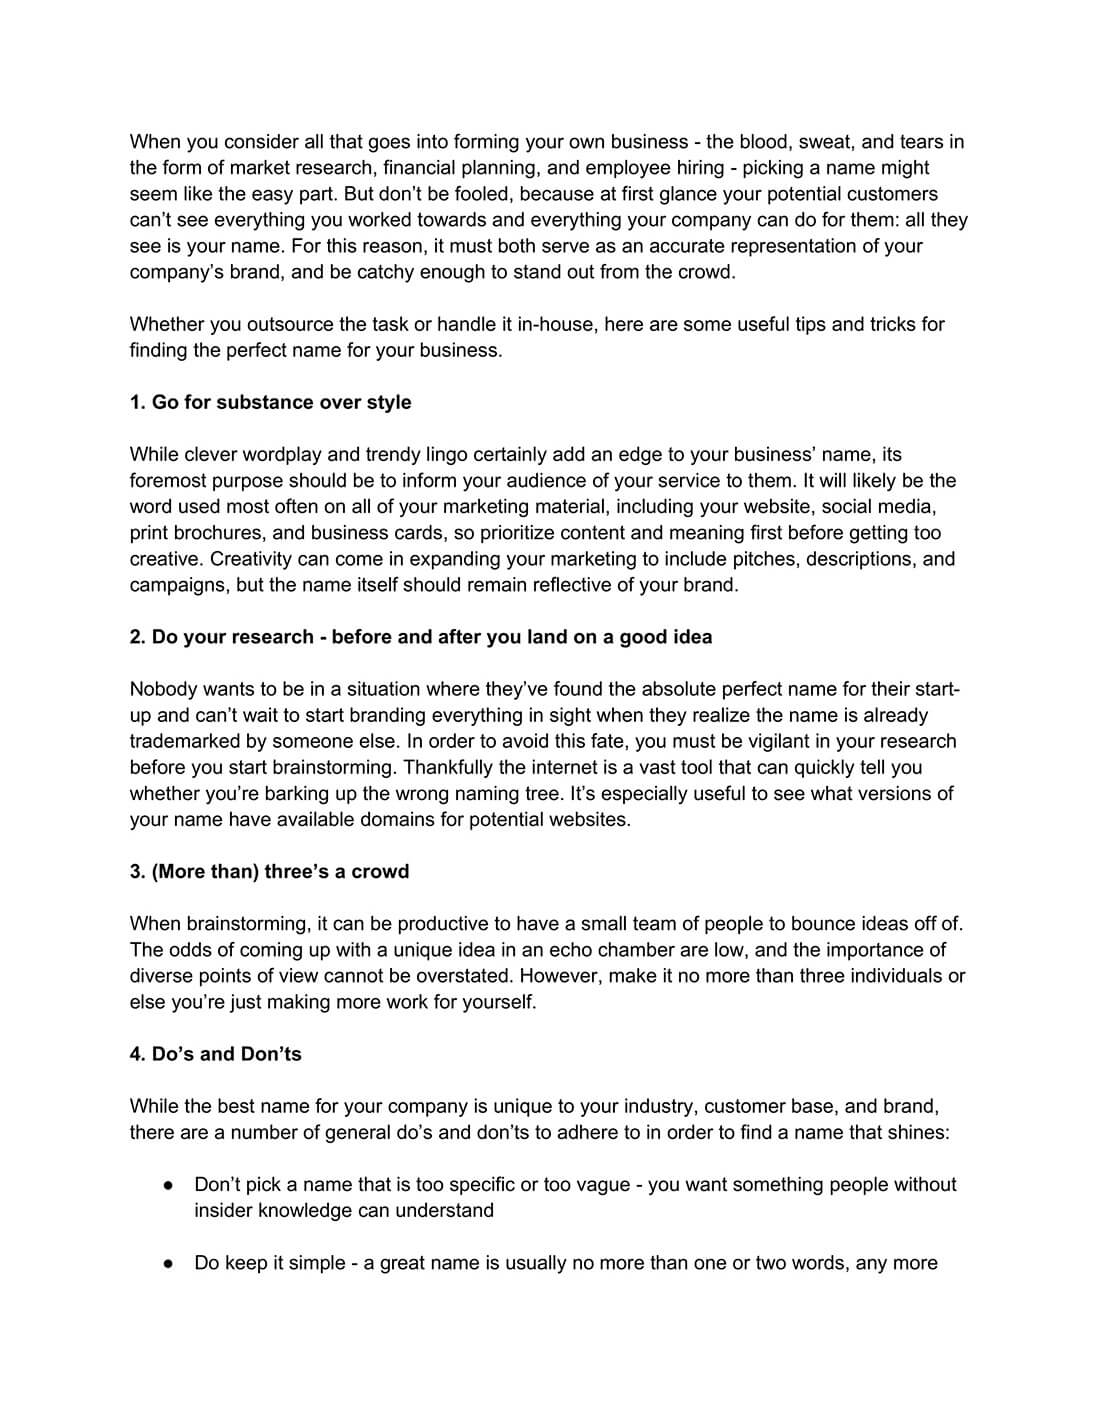 When you consider all that goes into forming your own business - the blood, sweat, and tears in
the form of market research, financial planning, and employee hiring - picking a name might
seem like the easy part. But don’t be fooled, because at first glance your potential customers
can’t see everything you worked towards and everything your company can do for them: all they
see is your name. For this reason, it must both serve as an accurate representation of your
company’s brand, and be catchy enough to stand out from the crowd.
Whether you outsource the task or handle it in-house, here are some useful tips and tricks for
finding the perfect name for your business.
1. Go for substance over style
While clever wordplay and trendy lingo certainly add an edge to your business’ name, its
foremost purpose should be to inform your audience of your service to them. It will likely be the
word used most often on all of your marketing material, including your website, social media,
print brochures, and business cards, so prioritize content and meaning first before getting too
creative. Creativity can come in expanding your marketing to include pitches, descriptions, and
campaigns, but the name itself should remain reflective of your brand.
2. Do your research - before and after you land on a good idea
Nobody wants to be in a situation where they’ve found the absolute perfect name for their start-
up and can’t wait to start branding everything in sight when they realize the name is already
trademarked by someone else. In order to avoid this fate, you must be vigilant in your research
before you start brainstorming. Thankfully the internet is a vast tool that can quickly tell you
whether you’re barking up the wrong naming tree. It’s especially useful to see what versions of
your name have available domains for potential websites.
3. (More than) three’s a crowd
When brainstorming, it can be productive to have a small team of people to bounce ideas off of.
The odds of coming up with a unique idea in an echo chamber are low, and the importance of
diverse points of view cannot be overstated. However, make it no more than three individuals or
else you’re just making more work for yourself.
4. Do’s and Don’ts
While the best name for your company is unique to your industry, customer base, and brand,
there are a number of general do’s and don’ts to adhere to in order to find a name that shines:
● Don’t pick a name that is too specific or too vague - you want something people without
insider knowledge can understand
● Do keep it simple - a great name is usually no more than one or two words, any more